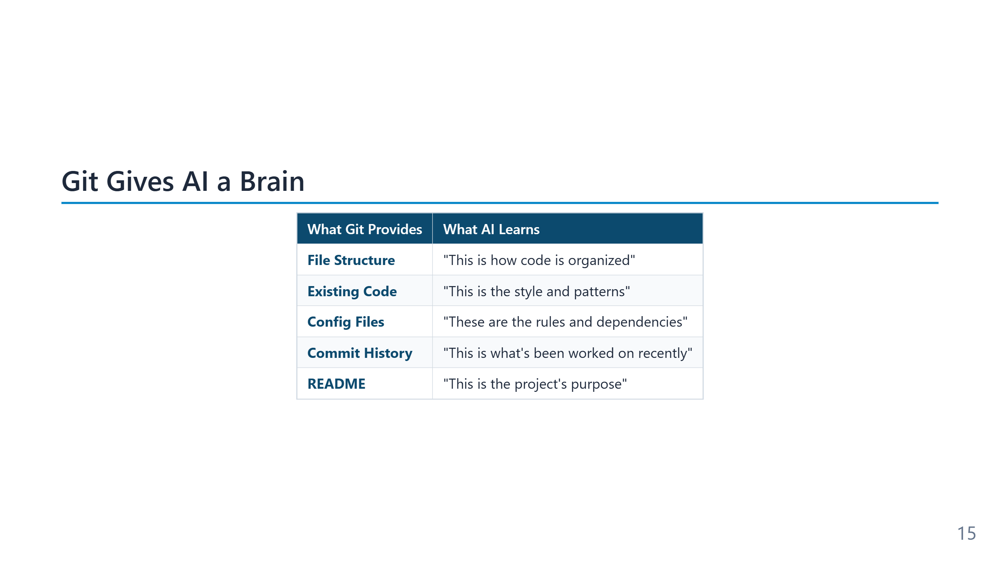 Git Gives AI a Brain
What Git Provides What AI Learns
File Structure "This is how code is organized"
Existing Code "This is the style and patterns"
Config Files "These are the rules and dependencies"
Commit History "This is what's been worked on recently"
README "This is the project's purpose"
15